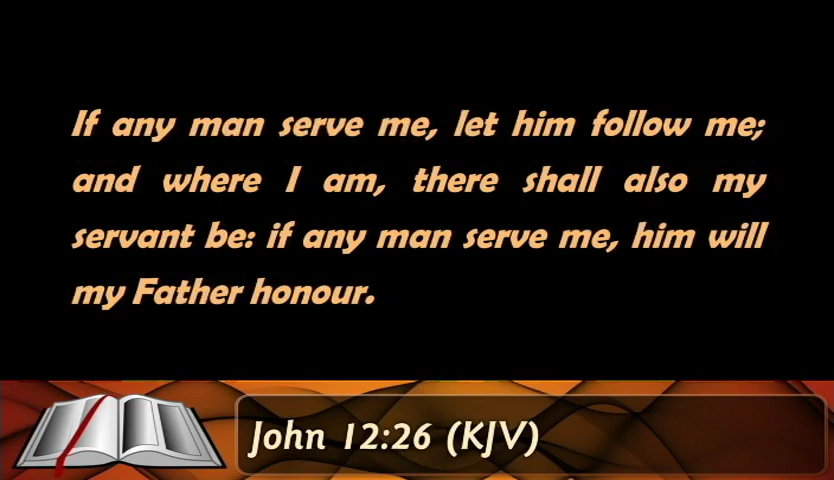 If any man serve me, let him follow me;
and where I am, there shall also my
servant be: if any man serve me, him will
my Father honour.
John 12:26 (KJV)